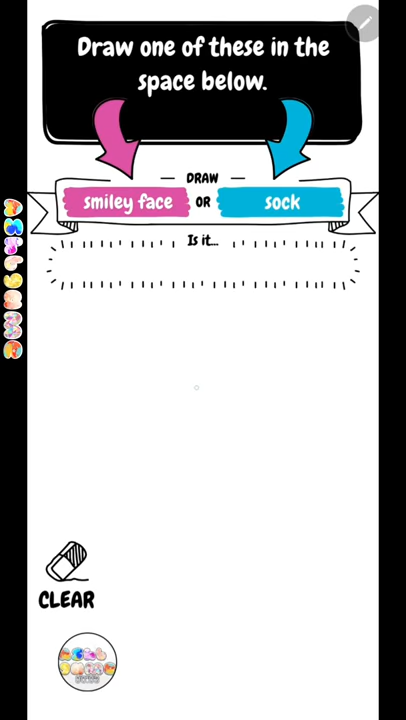 Draw one of these in the
space below.
DRAW
smiley face OR sock
Is it...
CLEAR